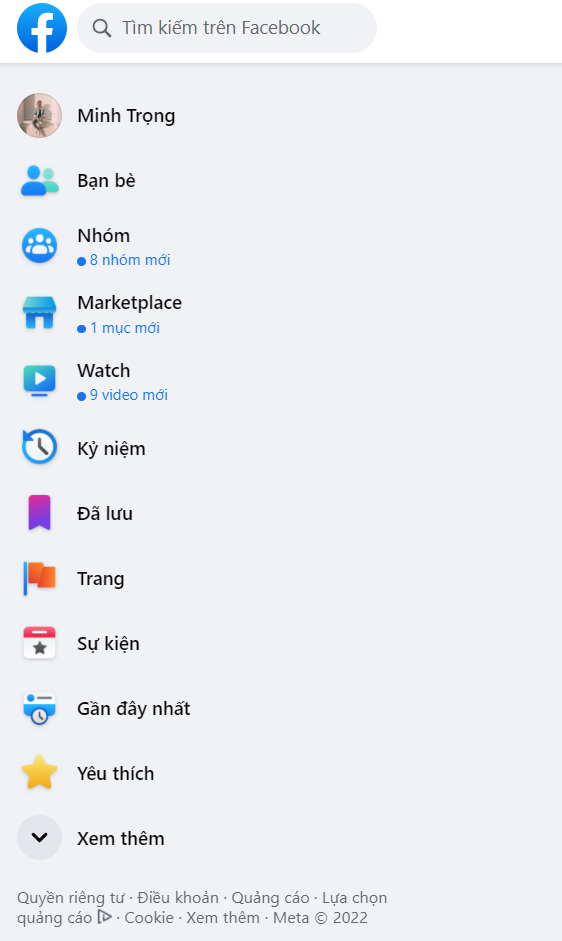 Tìm kiếm trên Facebook
Minh Trọng
Bạn bè
Nhóm
8 nhóm mới
Marketplace
1 mục mới
Watch
9 video mới
Kỷ niệm
Đã lưu
Trang
Sự kiện
Gần đây nhất
Yêu thích
Xem thêm
Quyền riêng tư · Điều khoản · Quảng cáo · Lựa chọn
quảng cáo · Cookie · Xem thêm · Meta © 2022